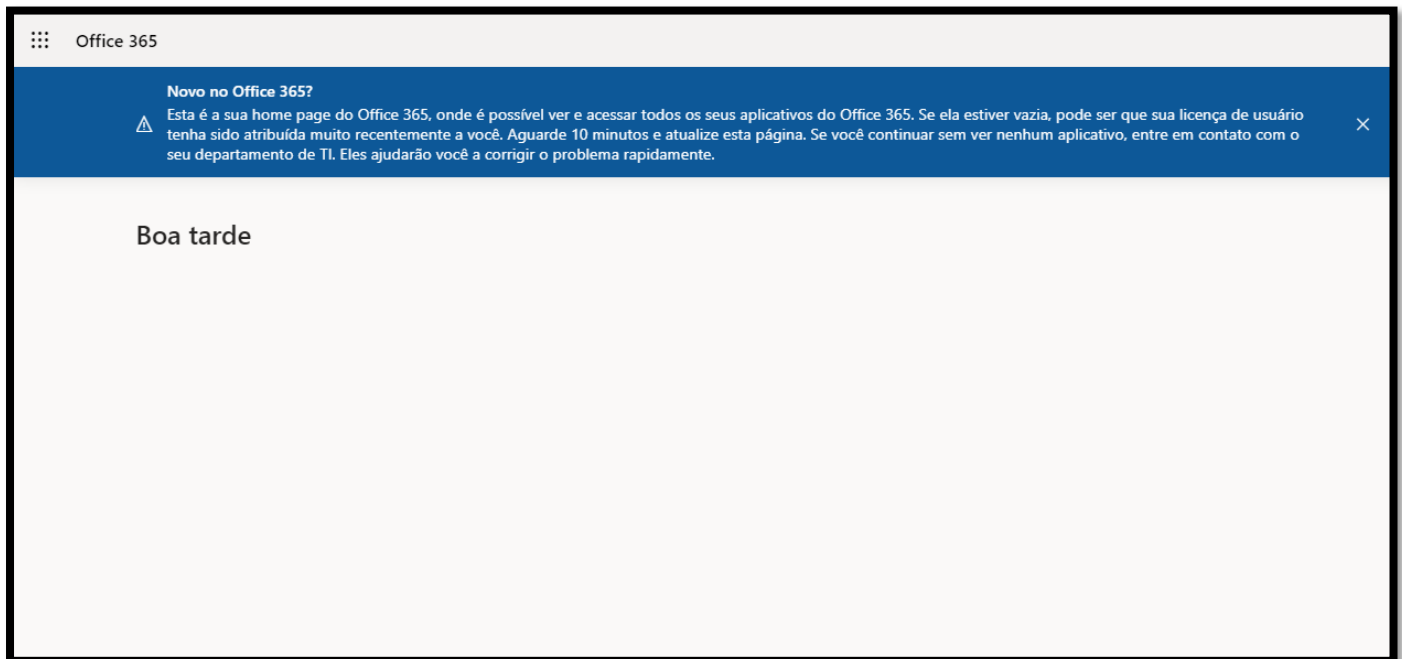 Office 365
Novo no Office 365?
Esta é a sua home page do Office 365, onde é possível ver e acessar todos os seus aplicativos do Office 365. Se ela estiver vazia, pode ser que sua licença de usuário
tenha sido atribuída muito recentemente a você. Aguarde 10 minutos e atualize esta página. Se você continuar sem ver nenhum aplicativo, entre em contato com o
seu departamento de TI. Eles ajudarão você a corrigir o problema rapidamente.
Boa tarde